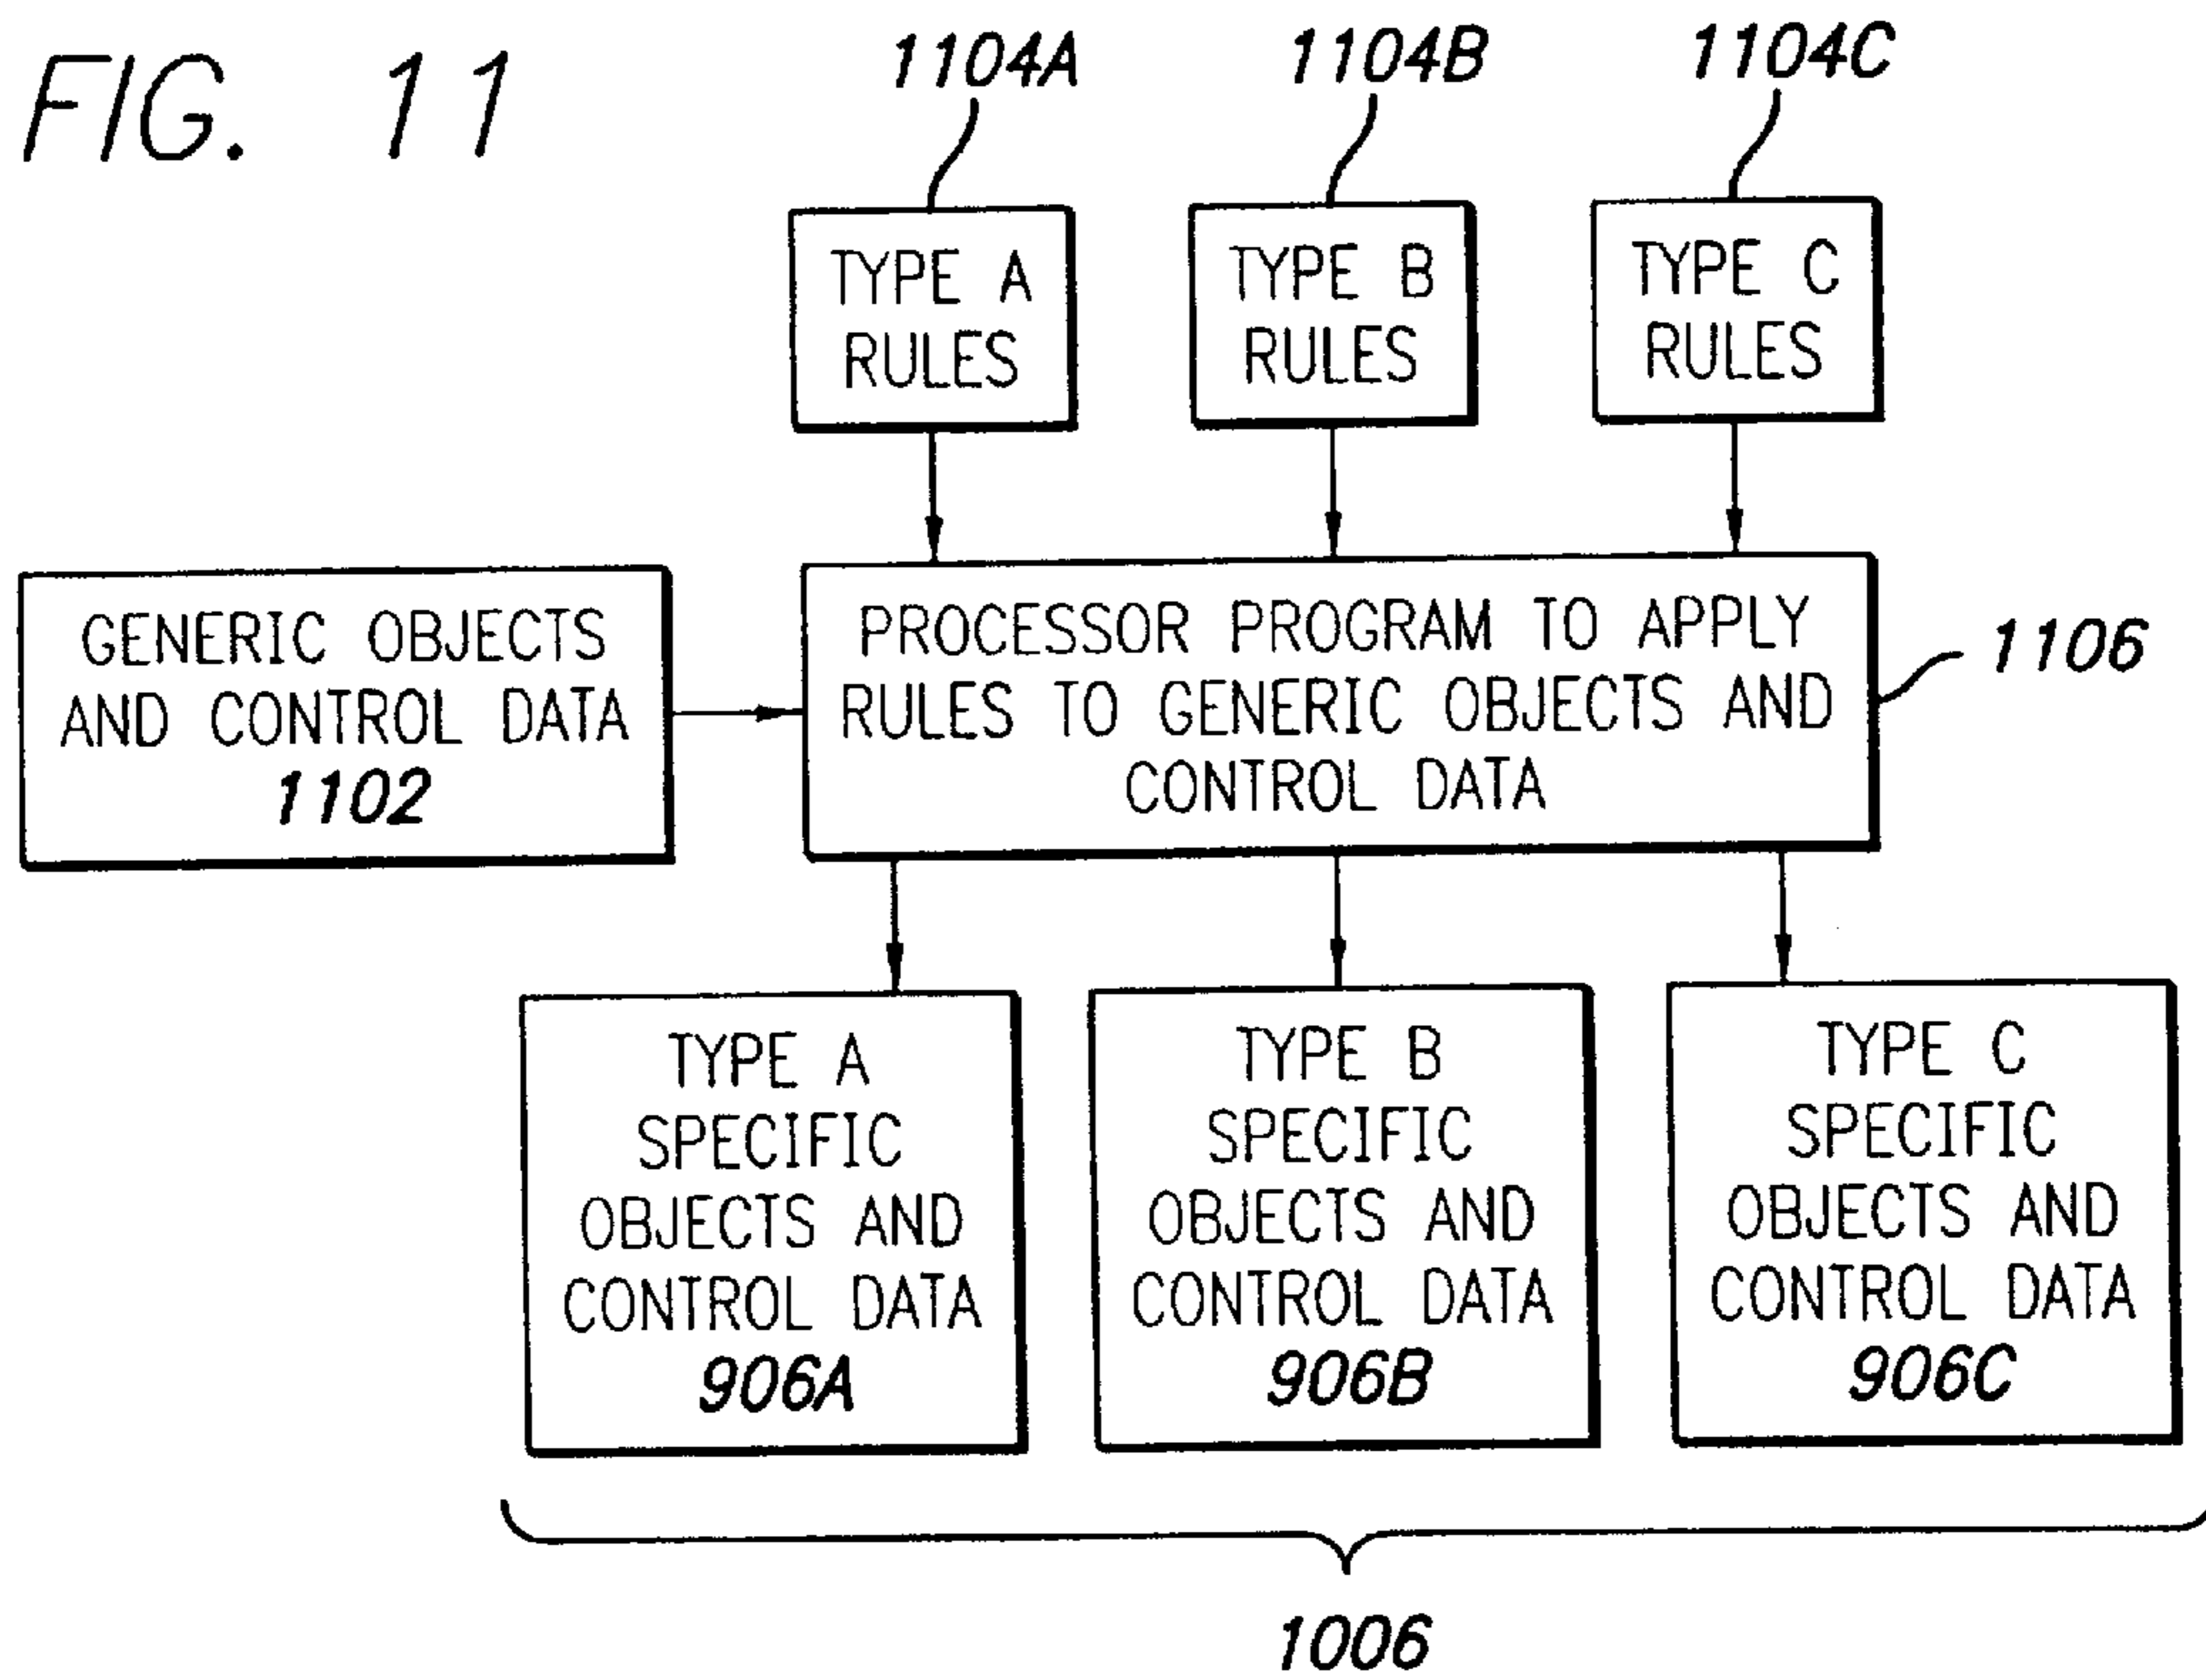 FIG. 11
1104A
1104B
1104C
TYPE A
RULES
TYPE B
RULES
TYPE C
RULES
GENERIC OBJECTS
AND CONTROL DATA
1102
PROCESSOR PROGRAM TO APPLY
RULES TO GENERIC OBJECTS AND
CONTROL DATA
1106
TYPE A
SPECIFIC
OBJECTS AND
CONTROL DATA
906A
TYPE B
SPECIFIC
OBJECTS AND
CONTROL DATA
906B
TYPE C
SPECIFIC
OBJECTS AND
CONTROL DATA
906C
1006